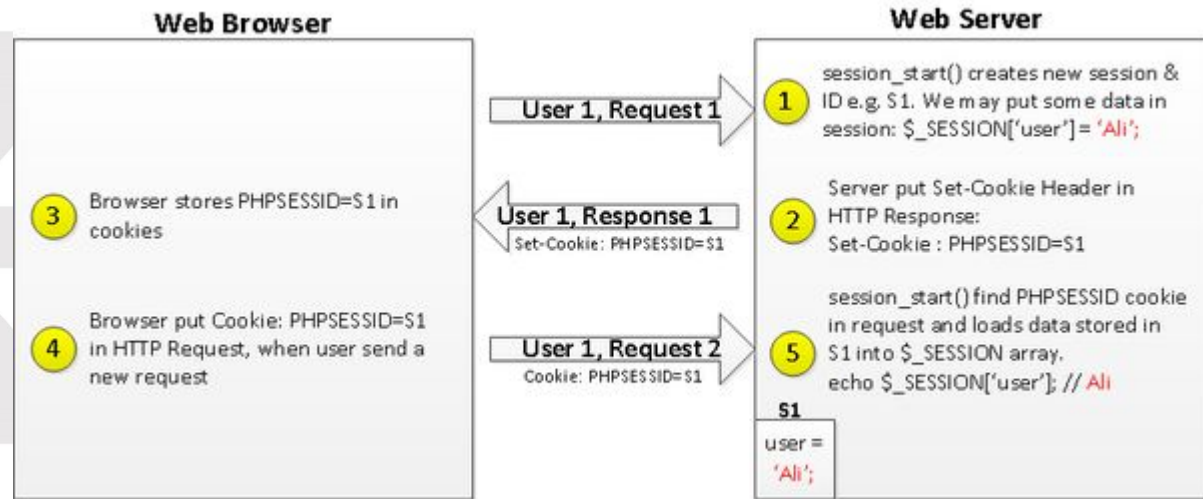 Web Browser
Web Server
User 1, Request 1
1
session_start() creates new session &
ID e.g. S1. We may put some data in
session: $_SESSION['user'] = 'Ali';
3
Browser stores PHPSESSID=S1 in
cookies
User 1, Response 1
Set-Cookie: PHPSESSID=S1
2
Server put Set-Cookie Header in
HTTP Response:
Set-Cookie : PHPSESSID=S1
4
Browser put Cookie: PHPSESSID=S1
in HTTP Request, when user send a
new request
User 1, Request 2
Cookie: PHPSESSID=S1
5
session_start() find PHPSESSID cookie
in request and loads data stored in
S1 into $_SESSION array.
echo $_SESSION['user']; // Ali
S1
user =
'Ali';